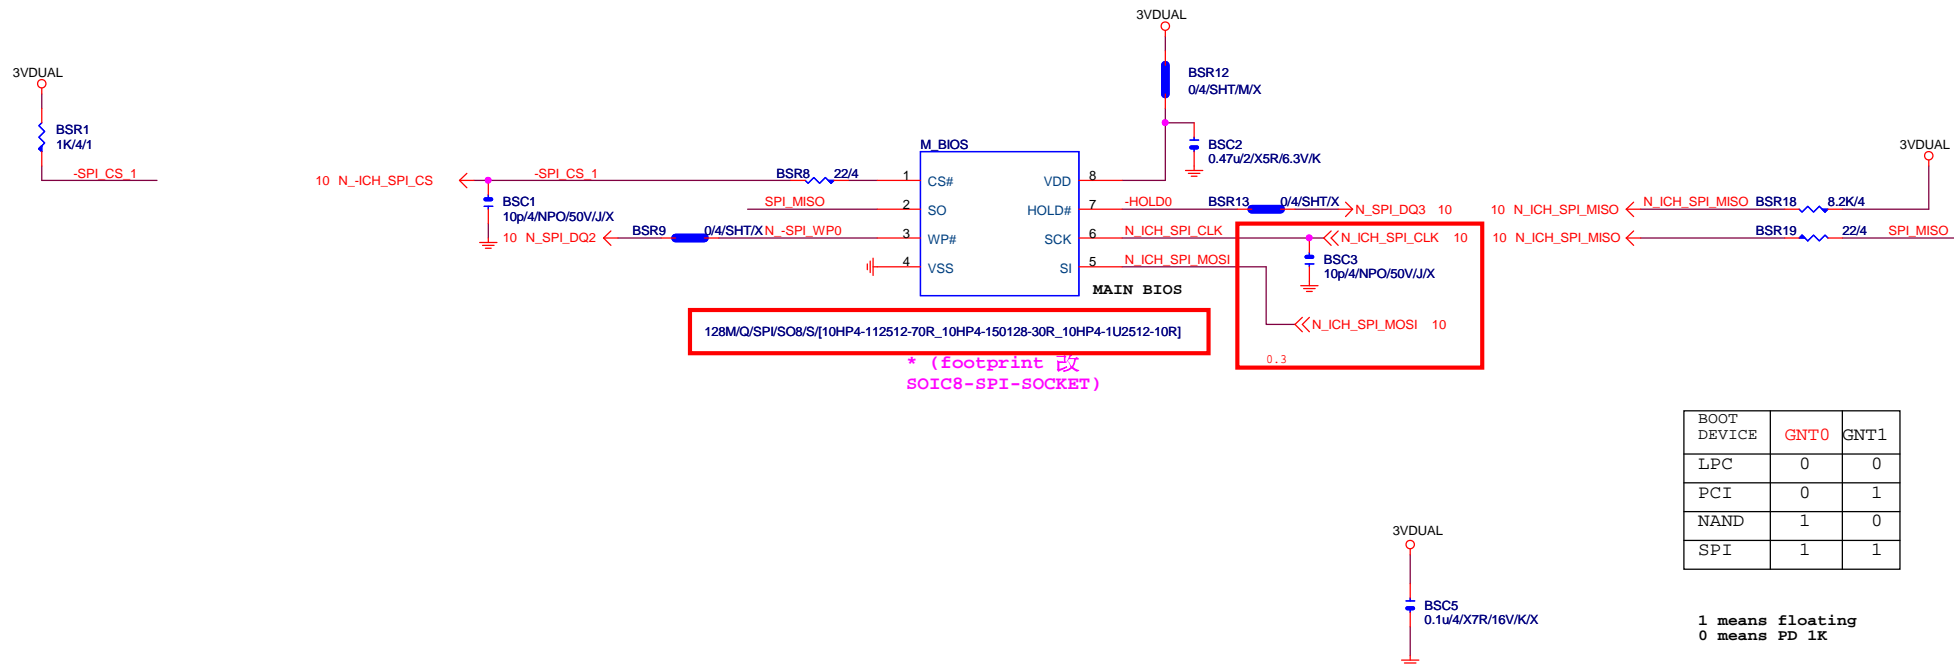 3VDUAL
BSR1
1K/4/1
-SPI_CS_1
10 N_-ICH_SPI_CS
-SPI_CS_1
BSC1
10p/4/NPO/50V/J/X
BSR8 22/4
SPI_MISO
10 N_SPI_DQ2
BSR9 0/4/SHT/X N_-SPI_WP0
M_BIOS
1 CS#
2 SO
3 WP#
4 VSS
VDD 8
HOLD# 7
SCK 6
SI 5
MAIN BIOS
3VDUAL
BSR12
0/4/SHT/M/X
BSC2
0.47u/2/X5R/6.3V/K
-HOLD0 BSR13 0/4/SHT/X N_SPI_DQ3 10
N_ICH_SPI_CLK N_ICH_SPI_CLK 10
BSC3
10p/4/NPO/50V/J/X
N_ICH_SPI_MOSI
N_ICH_SPI_MOSI 10
0.3
3VDUAL
10 N_ICH_SPI_MISO N_ICH_SPI_MISO BSR18 8.2K/4
10 N_ICH_SPI_MISO BSR19 22/4 SPI_MISO
128M/Q/SPI/SO8/S/[10HP4-112512-70R_10HP4-150128-30R_10HP4-1U2512-10R]
* (footprint 改
SOIC8-SPI-SOCKET)
BOOT
DEVICE GNT0 GNT1
LPC 0 0
PCI 0 1
NAND 1 0
SPI 1 1
3VDUAL
BSC5
0.1u/4/X7R/16V/K/X
1 means floating
0 means PD 1K